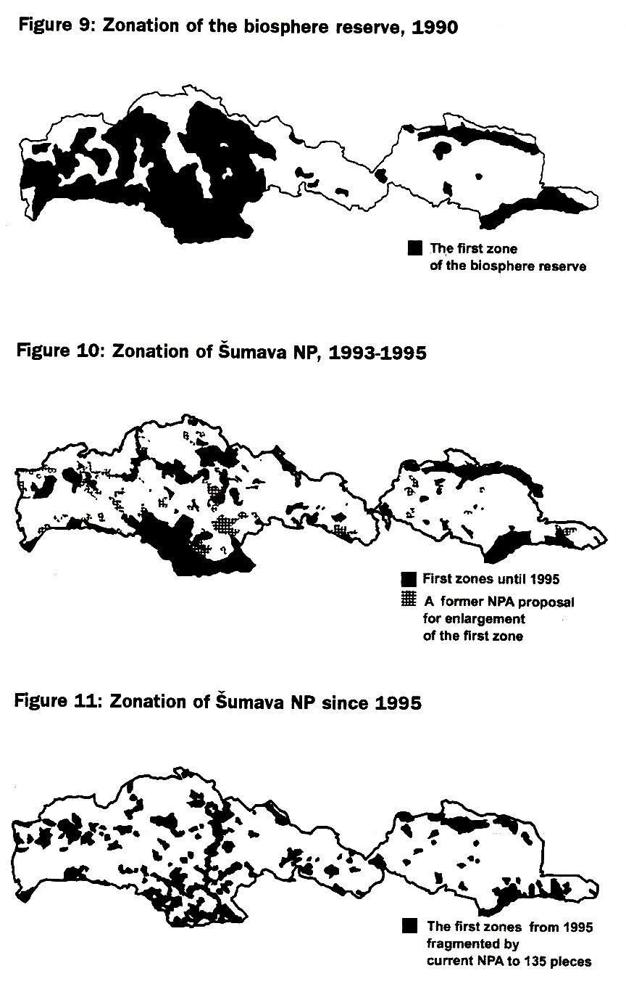 Figure 9: Zonation of the biosphere reserve, 1990
The first zone
of the biosphere reserve
Figure 10: Zonation of Šumava NP, 1993-1995
First zones until 1995
A former NPA proposal
for enlargement
of the first zone
Figure 11: Zonation of Šumava NP since 1995
The first zones from 1995
fragmented by
current NPA to 135 pieces